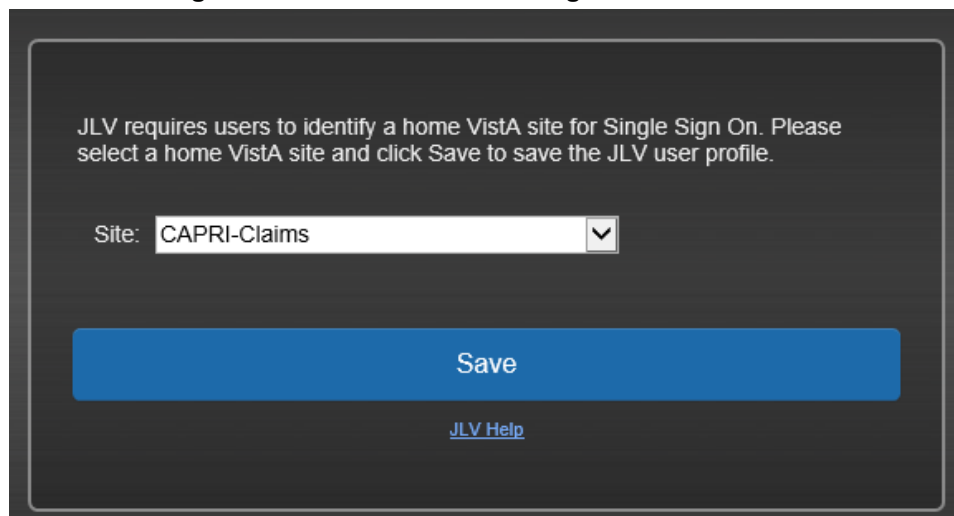 JLV requires users to identify a home VistA site for Single Sign On. Please
select a home VistA site and click Save to save the JLV user profile.
Site: CAPRI-Claims
Save
JLV Help